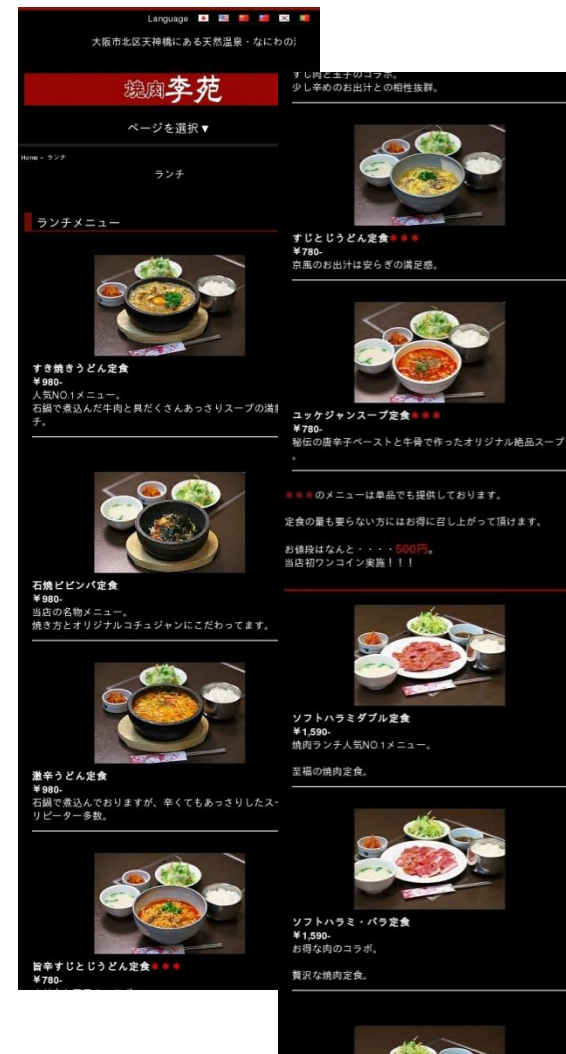 Language
大阪市北区天神橋にある天然温泉・なにわの
焼肉李苑
ページを選択▼
Home » ランチ
ランチ
ランチメニュー
すき焼きうどん定食
￥980-
人気NO.1メニュー。
石鍋で煮込んだ牛肉と具だくさんあっさりスープの満
チ。
石焼ビビンバ定食
￥980-
当店の名物メニュー。
焼き方とオリジナルコチュジャンにこだわってます。
激辛うどん定食
￥980-
石鍋で煮込んでおりますが、辛くてもあっさりしたスー
リピーター多数。
旨辛すじとじうどん定食＊＊＊
￥780-
すじ肉と玉子のコラボ。
少し辛めのお出汁との相性抜群。
すじとじうどん定食＊＊＊
￥780-
京風のお出汁は安らぎの満足感。
ユッケジャンスープ定食＊＊＊
￥780-
秘伝の唐辛子ペーストと牛骨で作ったオリジナル絶品スープ
。
＊＊＊のメニューは単品でも提供しております。
定食の量も要らない方にはお得に召し上がって頂けます。
お値段はなんと・・・・500円。
当店初ワンコイン実施！！！
ソフトハラミダブル定食
￥1,590-
焼肉ランチ人気NO.1メニュー。
至福の焼肉定食。
ソフトハラミ・バラ定食
￥1,590-
お得な肉のコラボ。
贅沢な焼肉定食。